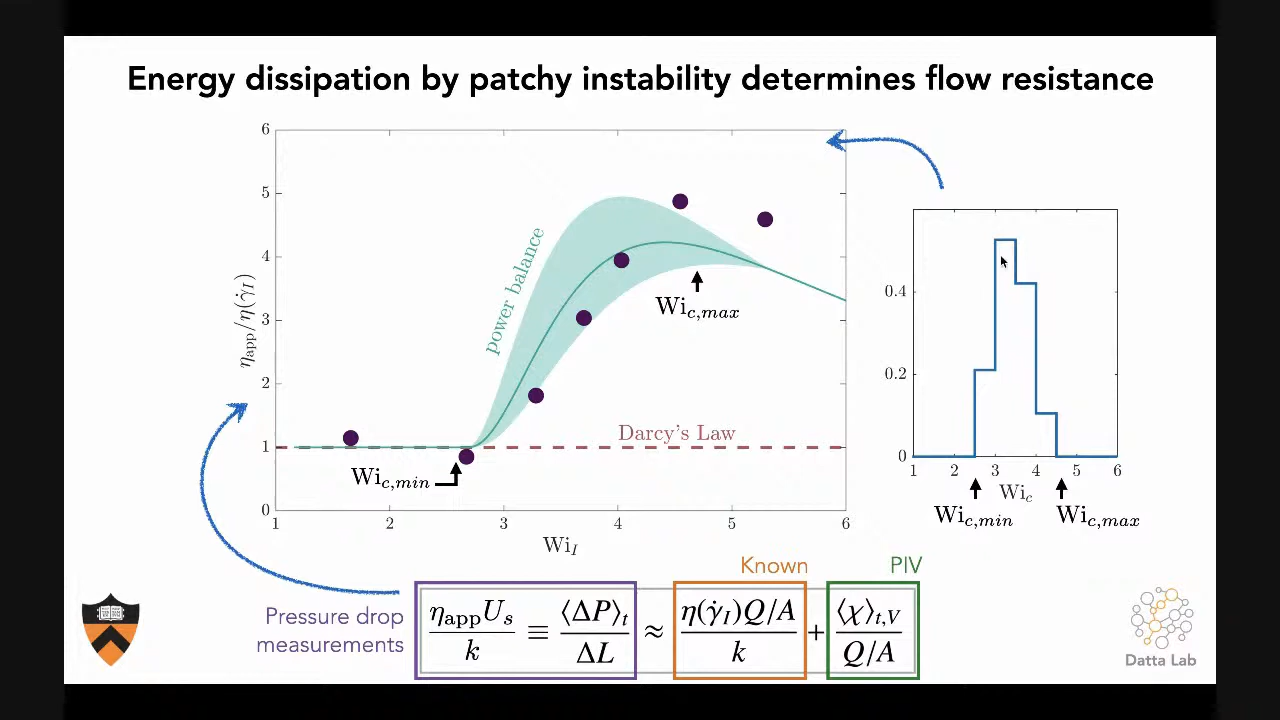 Energy dissipation by patchy instability determines flow resistance
6
5
4
3
2
1
0
1 2 3 4 5 6
η_app/η(γ̇_I)
Wi_I
power balance
Darcy's Law
Wi_c,min
Wi_c,max
0.4
0.2
0
1 2 3 4 5 6
Wi_c
Wi_c,min Wi_c,max
Known PIV
Pressure drop
measurements
η_app U_s / k ≡ ⟨ΔP⟩_t / ΔL ≈ η(γ̇_I)Q/A / k + ⟨χ⟩_t,V / Q/A
Datta Lab